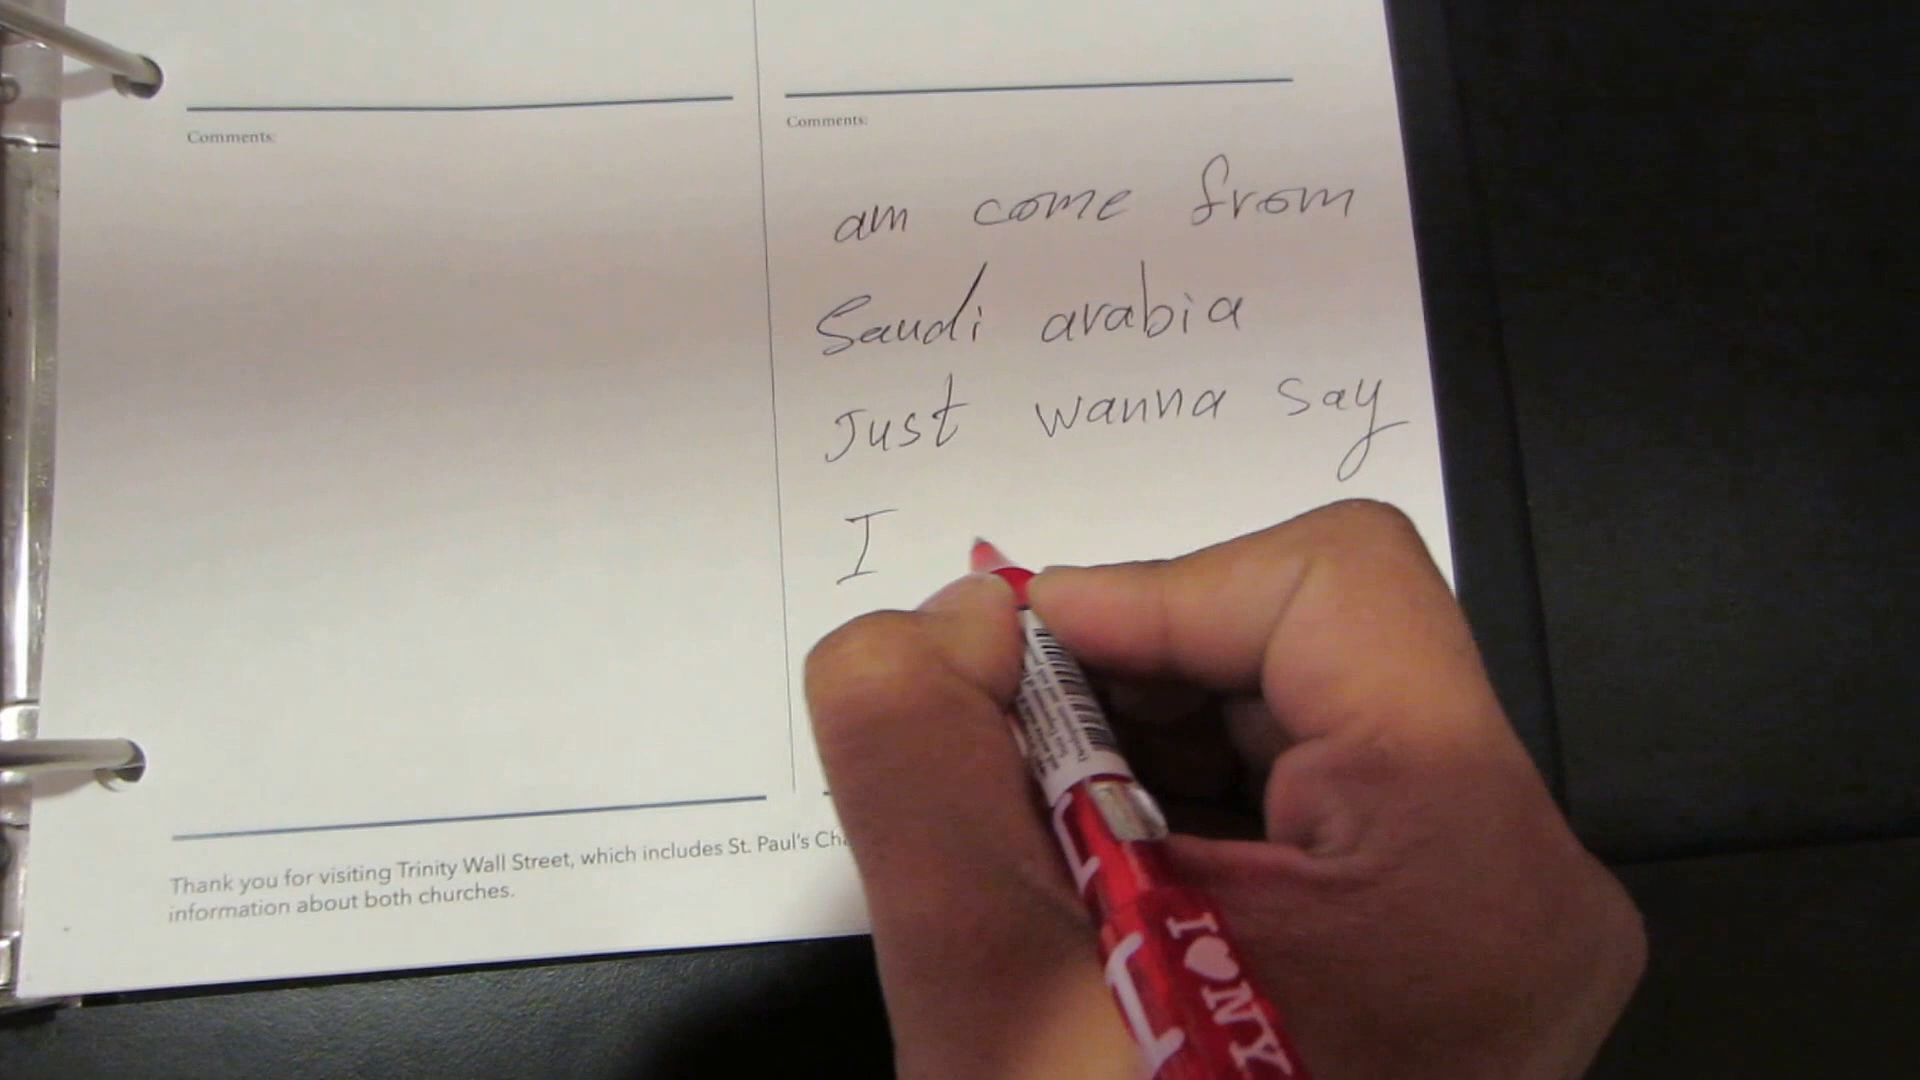 Comments:
Comments:
am come from
Saudi arabia
Just wanna say
I
Thank you for visiting Trinity Wall Street, which includes St. Paul's
information about both churches.
I ♥ NY